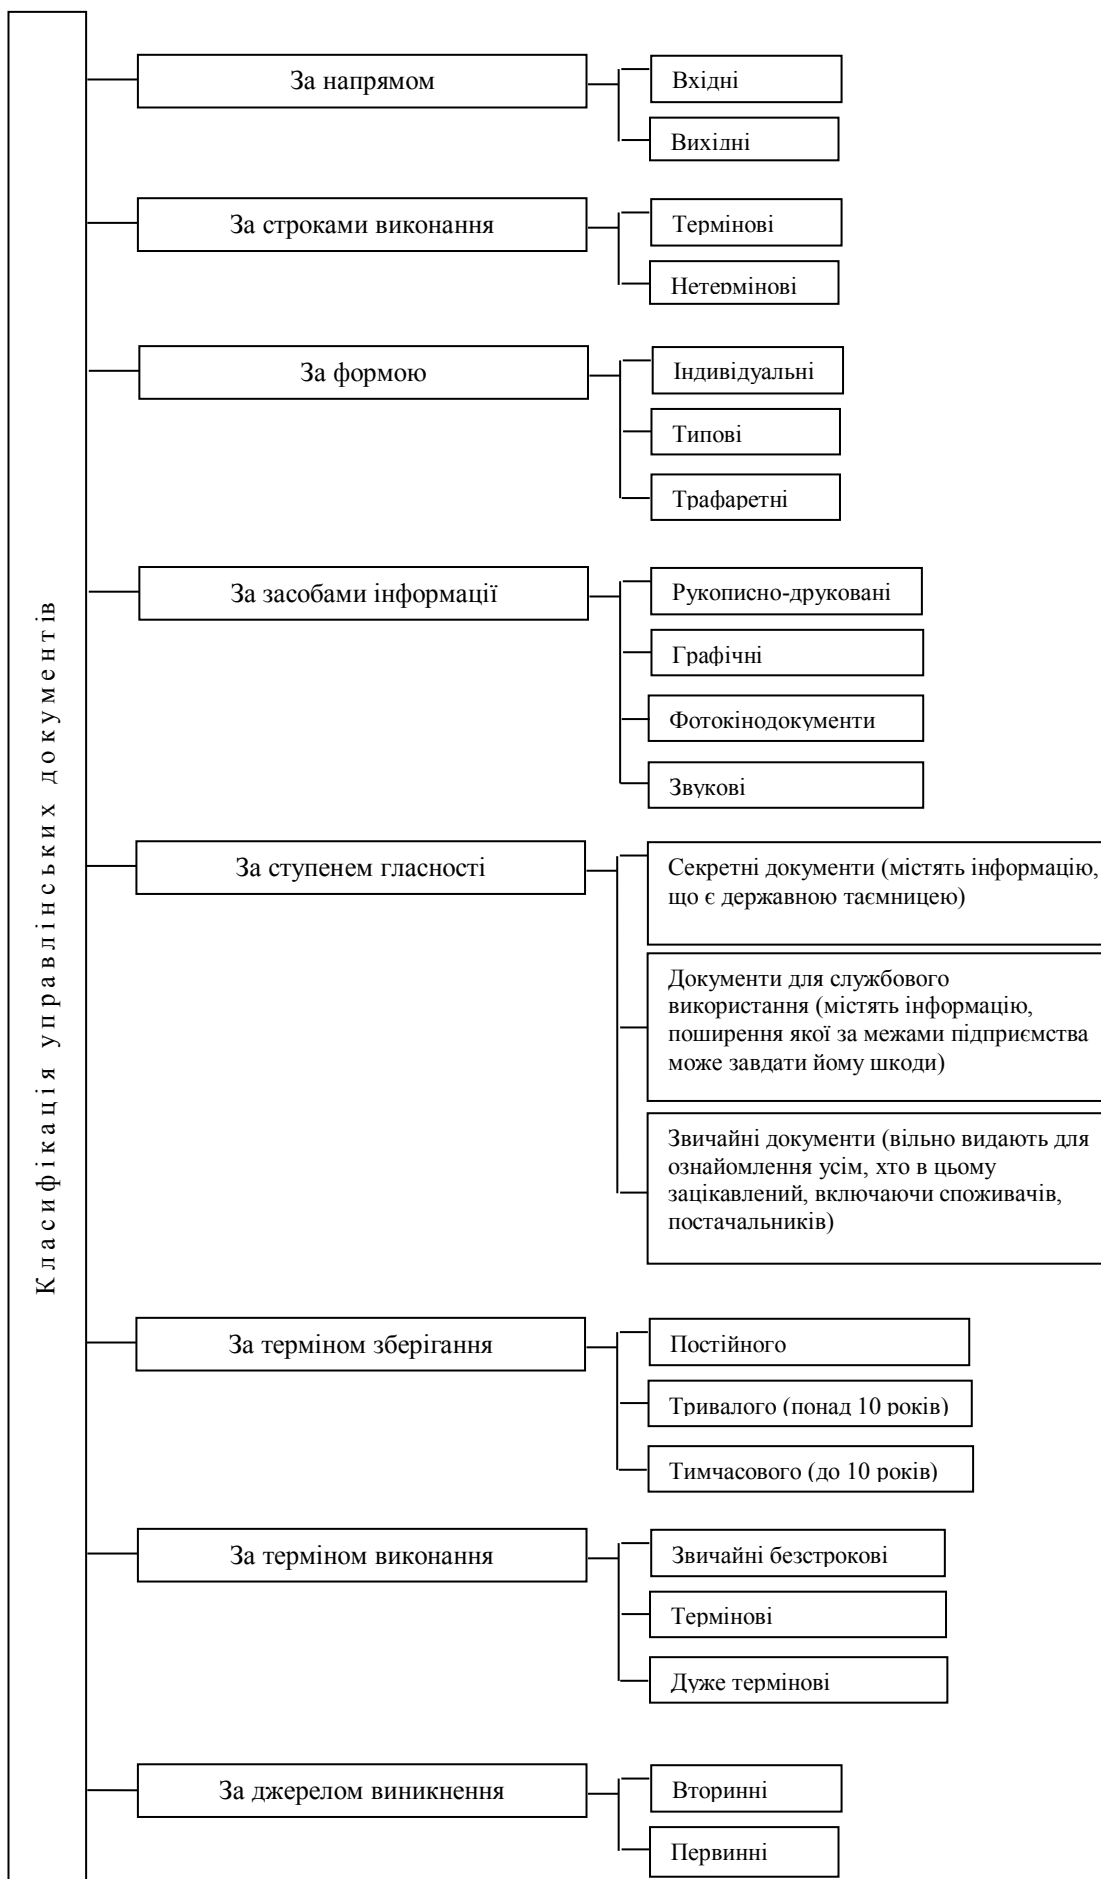 Класифікація управлінських документів
За напрямом
Вхідні
Вихідні
За строками виконання
Термінові
Нетермінові
За формою
Індивідуальні
Типові
Трафаретні
За засобами інформації
Рукописно-друковані
Графічні
Фотокінодокументи
Звукові
За ступенем гласності
Секретні документи (містять інформацію,
що є державною таємницею)
Документи для службового
використання (містять інформацію,
поширення якої за межами підприємства
може завдати йому шкоди)
Звичайні документи (вільно видають для
ознайомлення усім, хто в цьому
зацікавлений, включаючи споживачів,
постачальників)
За терміном зберігання
Постійного
Тривалого (понад 10 років)
Тимчасового (до 10 років)
За терміном виконання
Звичайні безстрокові
Термінові
Дуже термінові
За джерелом виникнення
Вторинні
Первинні